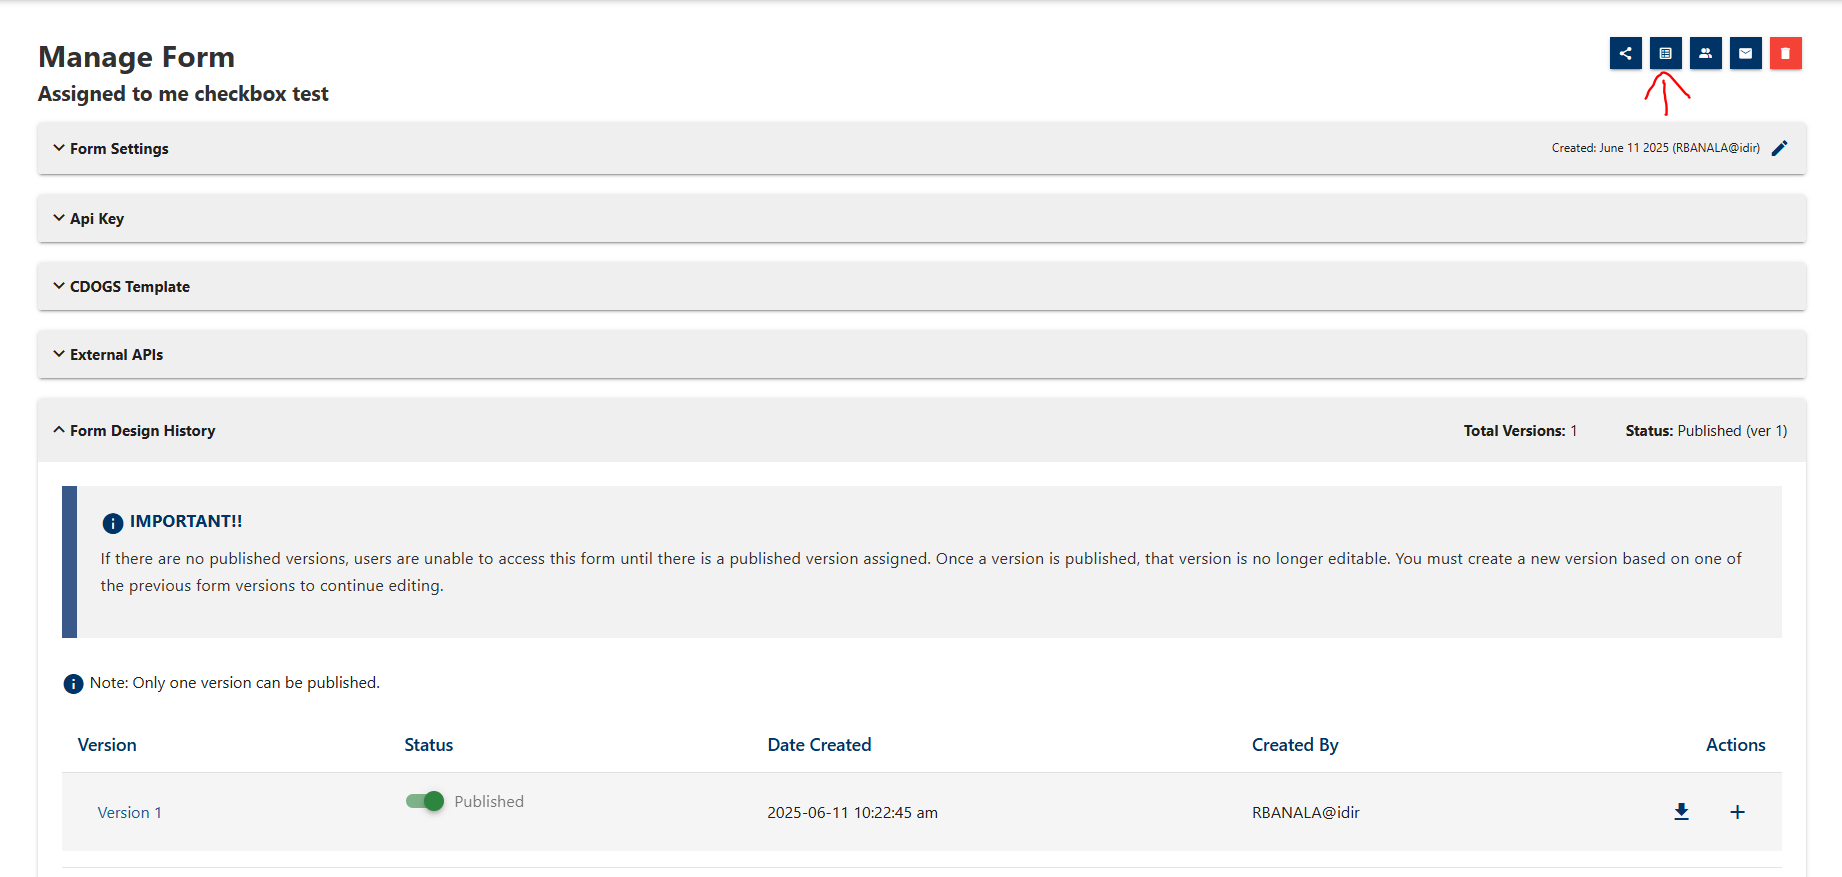 Manage Form
Assigned to me checkbox test
Form Settings
Created: June 11 2025 (RBANALA@idir)
Api Key
CDOGS Template
External APIs
Form Design History
Total Versions: 1
Status: Published (ver 1)
IMPORTANT!!
If there are no published versions, users are unable to access this form until there is a published version assigned. Once a version is published, that version is no longer editable. You must create a new version based on one of
the previous form versions to continue editing.
Note: Only one version can be published.
Version
Status
Date Created
Created By
Actions
Version 1
Published
2025-06-11 10:22:45 am
RBANALA@idir